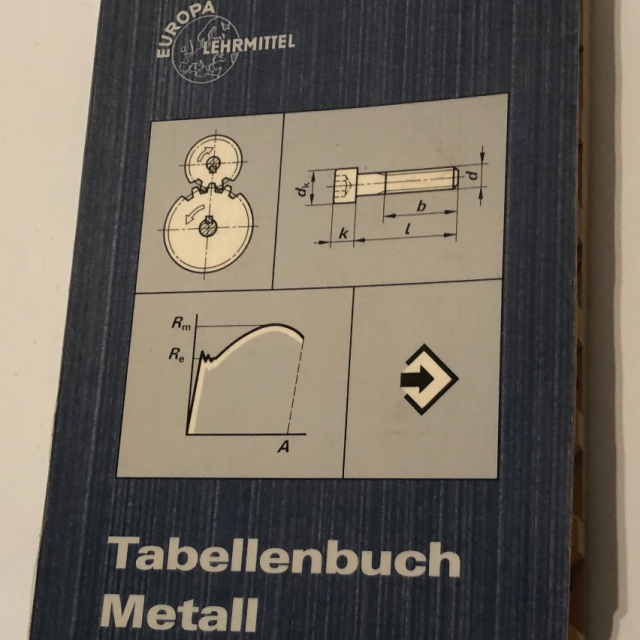 EUROPA
LEHRMITTEL
dk
d
b
k
l
Rm
Re
A
Tabellenbuch
Metall